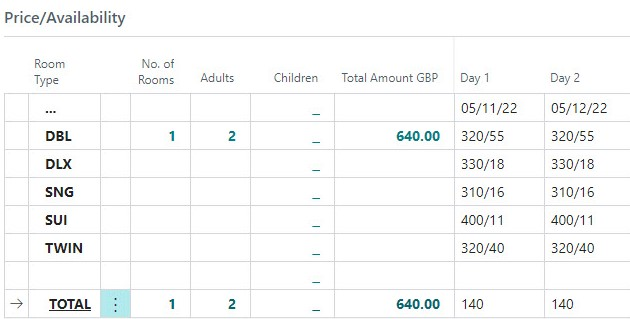 Price/Availability
Room Type No. of Rooms Adults Children Total Amount GBP Day 1 Day 2
... _ 05/11/22 05/12/22
DBL 1 2 _ 640.00 320/55 320/55
DLX _ 330/18 330/18
SNG _ 310/16 310/16
SUI _ 400/11 400/11
TWIN _ 320/40 320/40
_
→ TOTAL ⋮ 1 2 _ 640.00 140 140